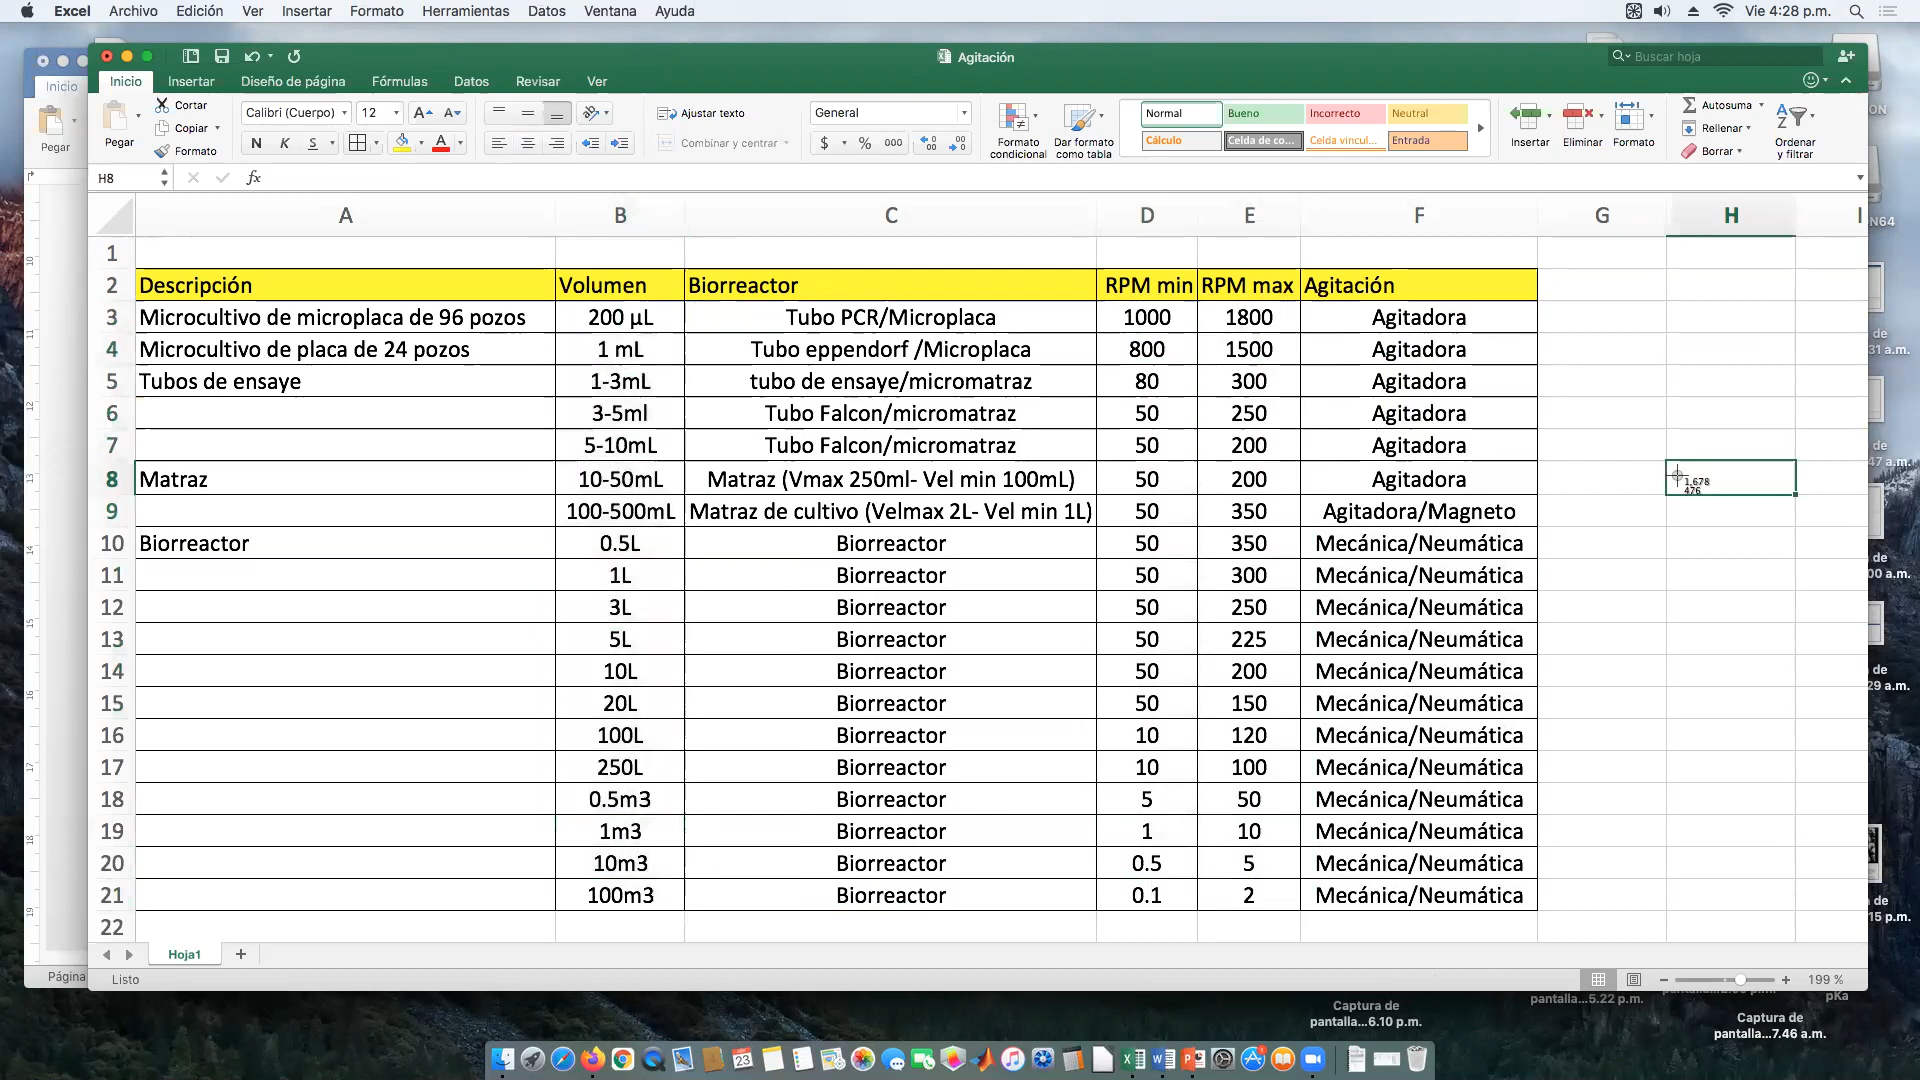 Excel Archivo Edición Ver Insertar Formato Herramientas Datos Ventana Ayuda Vie 4:28 p.m.
Agitación
Buscar hoja
Inicio
Inicio Insertar Diseño de página Fórmulas Datos Revisar Ver
Pegar
Pegar
Cortar
Copiar
Formato
Calibri (Cuerpo) 12
N K S
Ajustar texto
Combinar y centrar
General
$ % 000
Formato condicional
Dar formato como tabla
Normal Bueno Incorrecto Neutral
Cálculo Celda de co... Celda vincul... Entrada
Insertar Eliminar Formato
Autosuma
Rellenar
Borrar
Ordenar y filtrar
H8 fx
A B C D E F G H I
1
2 Descripción Volumen Biorreactor RPM min RPM max Agitación
3 Microcultivo de microplaca de 96 pozos 200 µL Tubo PCR/Microplaca 1000 1800 Agitadora
4 Microcultivo de placa de 24 pozos 1 mL Tubo eppendorf /Microplaca 800 1500 Agitadora
5 Tubos de ensaye 1-3mL tubo de ensaye/micromatraz 80 300 Agitadora
6 3-5ml Tubo Falcon/micromatraz 50 250 Agitadora
7 5-10mL Tubo Falcon/micromatraz 50 200 Agitadora
8 Matraz 10-50mL Matraz (Vmax 250ml- Vel min 100mL) 50 200 Agitadora
1,678
476
9 100-500mL Matraz de cultivo (Velmax 2L- Vel min 1L) 50 350 Agitadora/Magneto
10 Biorreactor 0.5L Biorreactor 50 350 Mecánica/Neumática
11 1L Biorreactor 50 300 Mecánica/Neumática
12 3L Biorreactor 50 250 Mecánica/Neumática
13 5L Biorreactor 50 225 Mecánica/Neumática
14 10L Biorreactor 50 200 Mecánica/Neumática
15 20L Biorreactor 50 150 Mecánica/Neumática
16 100L Biorreactor 10 120 Mecánica/Neumática
17 250L Biorreactor 10 100 Mecánica/Neumática
18 0.5m3 Biorreactor 5 50 Mecánica/Neumática
19 1m3 Biorreactor 1 10 Mecánica/Neumática
20 10m3 Biorreactor 0.5 5 Mecánica/Neumática
21 100m3 Biorreactor 0.1 2 Mecánica/Neumática
22
Hoja1
Página
Listo
199 %
Captura de
pantalla...6.10 p.m.
pantalla...5.22 p.m.
pKa
Captura de
pantalla...7.46 a.m.
23